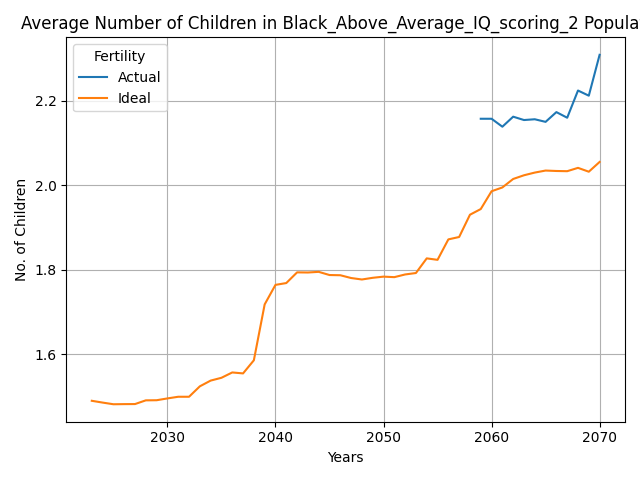 Average Number of Children in Black_Above_Average_IQ_scoring_2 Popula
Fertility
Actual
Ideal
2.2
2.0
1.8
1.6
No. of Children
2030 2040 2050 2060 2070
Years